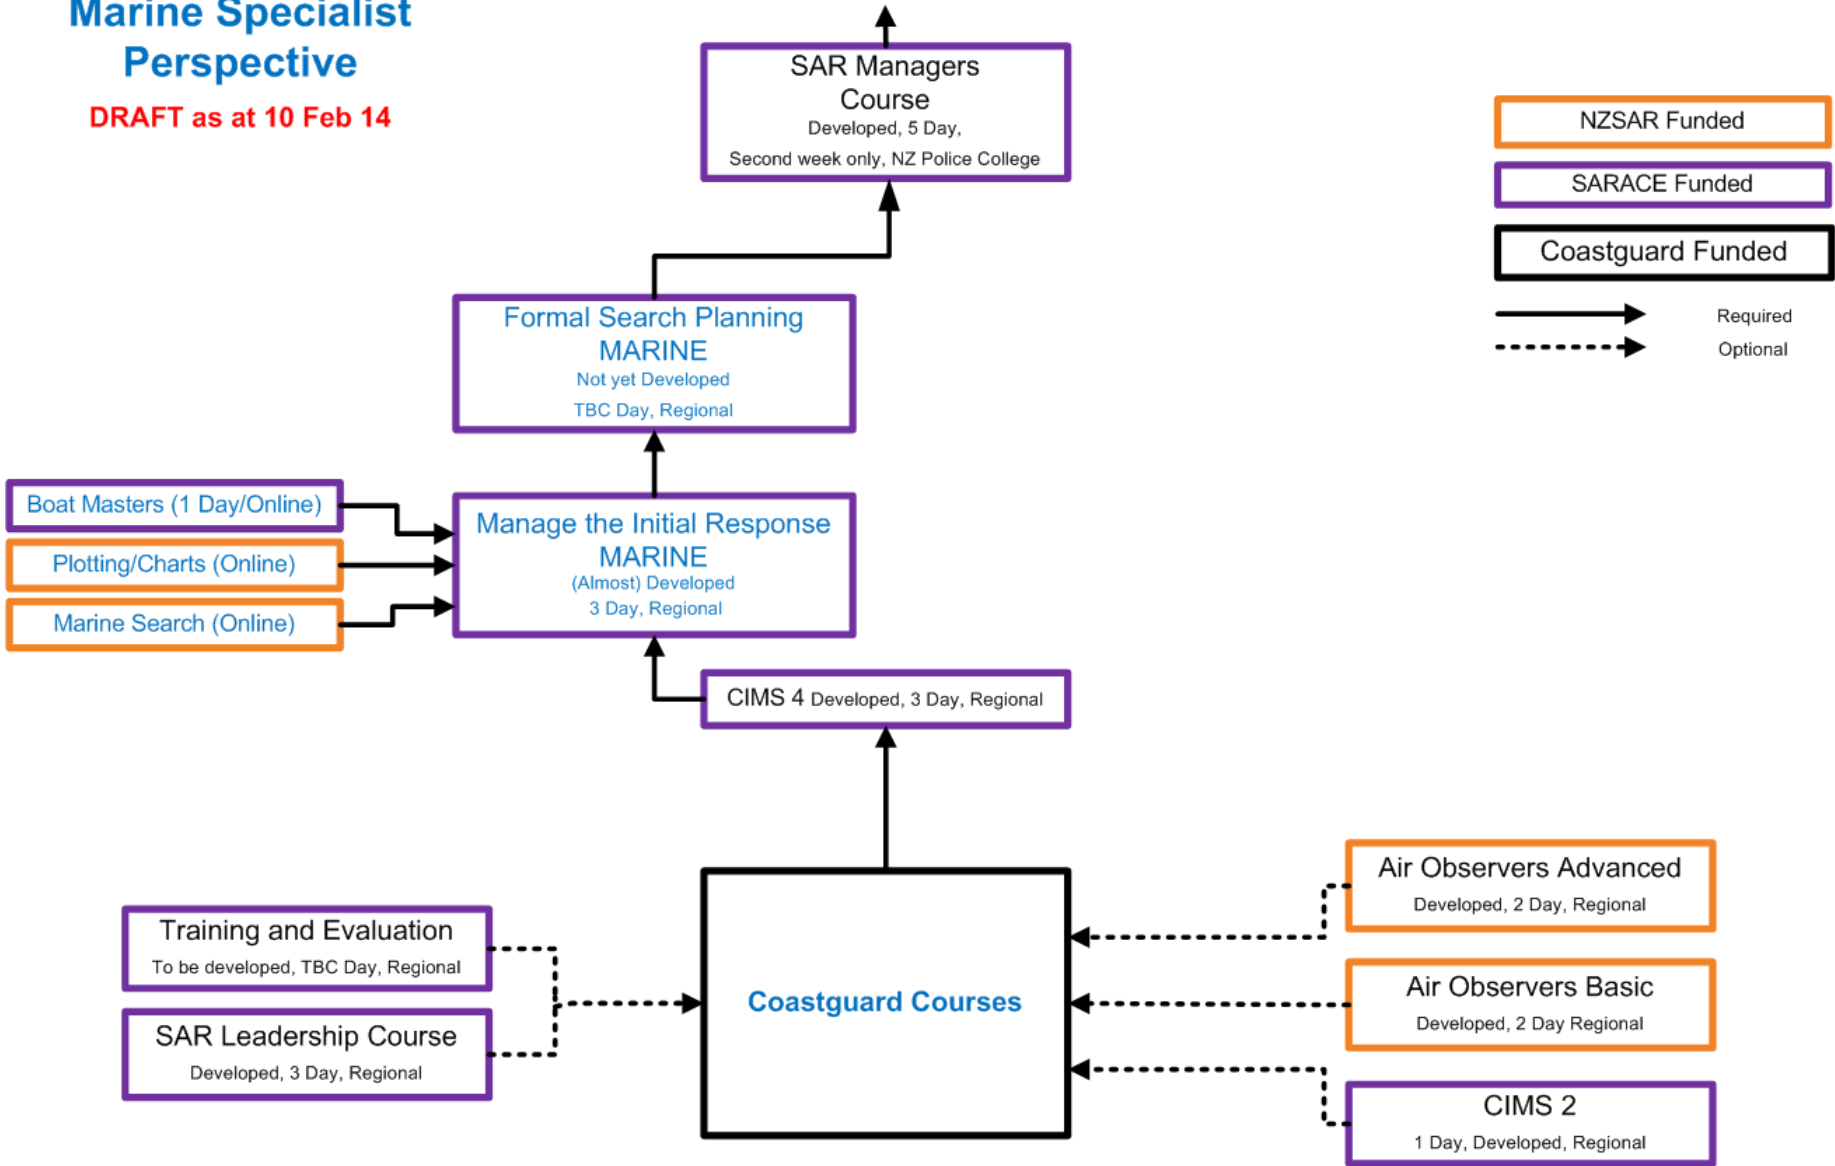 Marine Specialist
Perspective
DRAFT as at 10 Feb 14
SAR Managers
Course
Developed, 5 Day,
Second week only, NZ Police College
NZSAR Funded
SARACE Funded
Coastguard Funded
Required
Optional
Formal Search Planning
MARINE
Not yet Developed
TBC Day, Regional
Boat Masters (1 Day/Online)
Plotting/Charts (Online)
Marine Search (Online)
Manage the Initial Response
MARINE
(Almost) Developed
3 Day, Regional
CIMS 4 Developed, 3 Day, Regional
Training and Evaluation
To be developed, TBC Day, Regional
SAR Leadership Course
Developed, 3 Day, Regional
Coastguard Courses
Air Observers Advanced
Developed, 2 Day, Regional
Air Observers Basic
Developed, 2 Day Regional
CIMS 2
1 Day, Developed, Regional